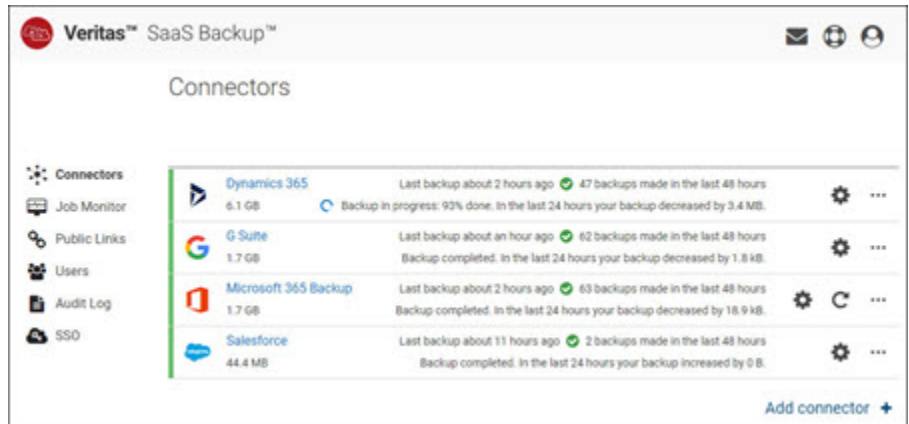 Veritas™ SaaS Backup™
Connectors
Connectors
Job Monitor
Public Links
Users
Audit Log
SSO
Dynamics 365
Last backup about 2 hours ago 47 backups made in the last 48 hours
6.1 GB Backup in progress: 93% done. In the last 24 hours your backup decreased by 3.4 MB.
G Suite
Last backup about an hour ago 62 backups made in the last 48 hours
1.7 GB Backup completed. In the last 24 hours your backup decreased by 1.8 kB.
Microsoft 365 Backup
Last backup about 2 hours ago 63 backups made in the last 48 hours
1.7 GB Backup completed. In the last 24 hours your backup decreased by 18.9 kB.
Salesforce
Last backup about 11 hours ago 2 backups made in the last 48 hours
44.4 MB Backup completed. In the last 24 hours your backup increased by 0 B.
Add connector +